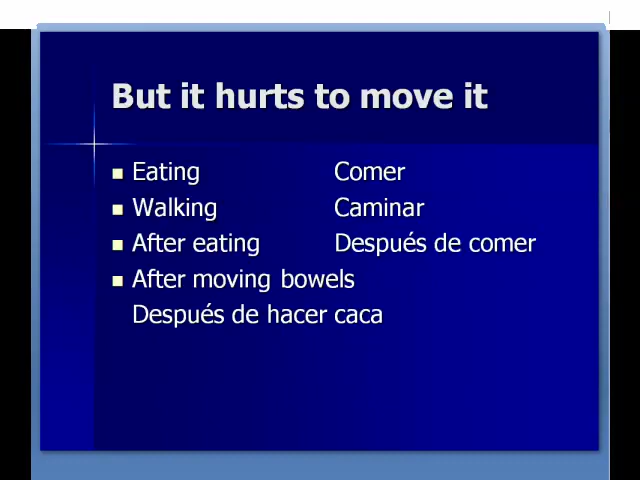 But it hurts to move it
Eating Comer
Walking Caminar
After eating Después de comer
After moving bowels
Después de hacer caca